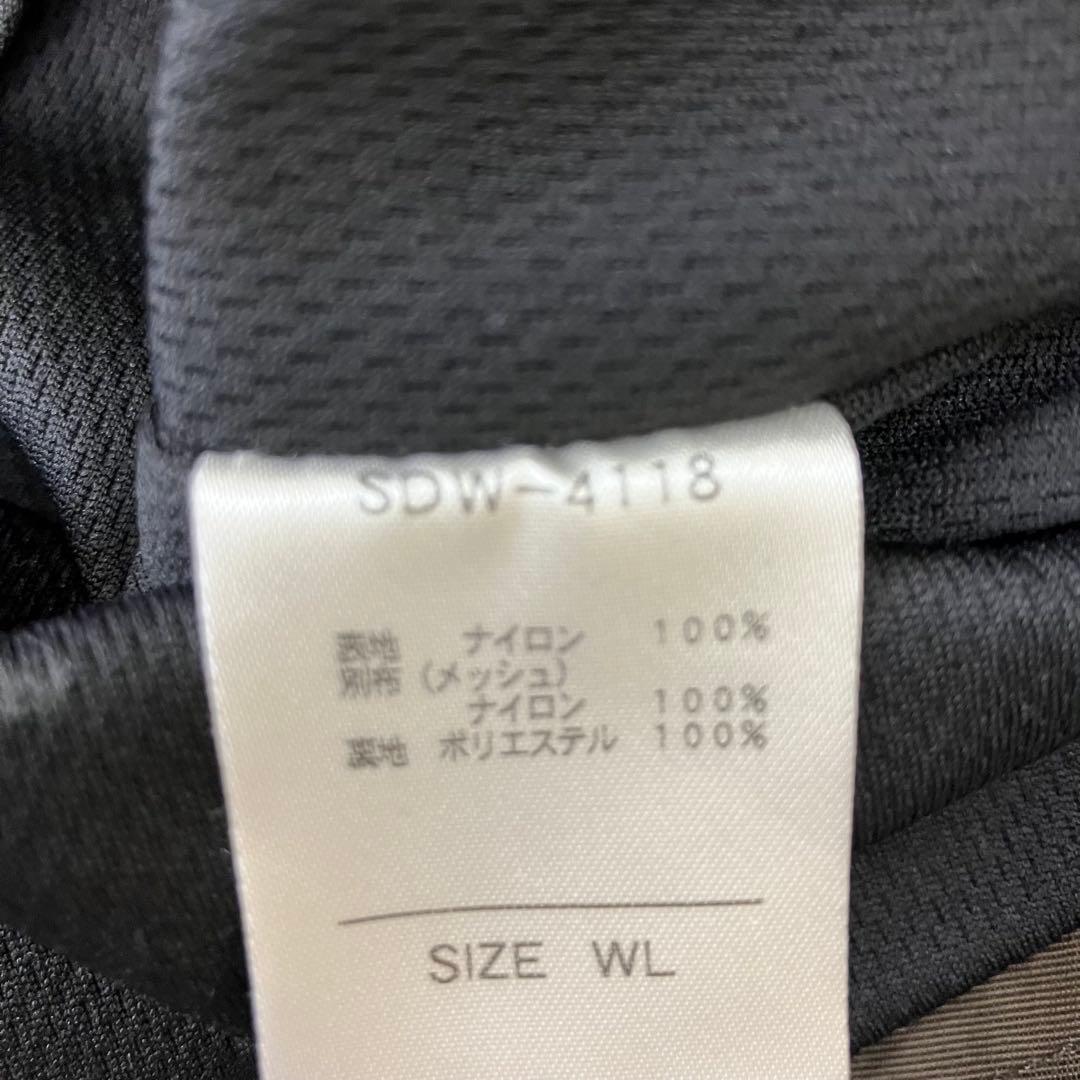 SDW-4118
表地 ナイロン 100%
別布 (メッシュ)
ナイロン 100%
裏地 ポリエステル 100%
SIZE WL